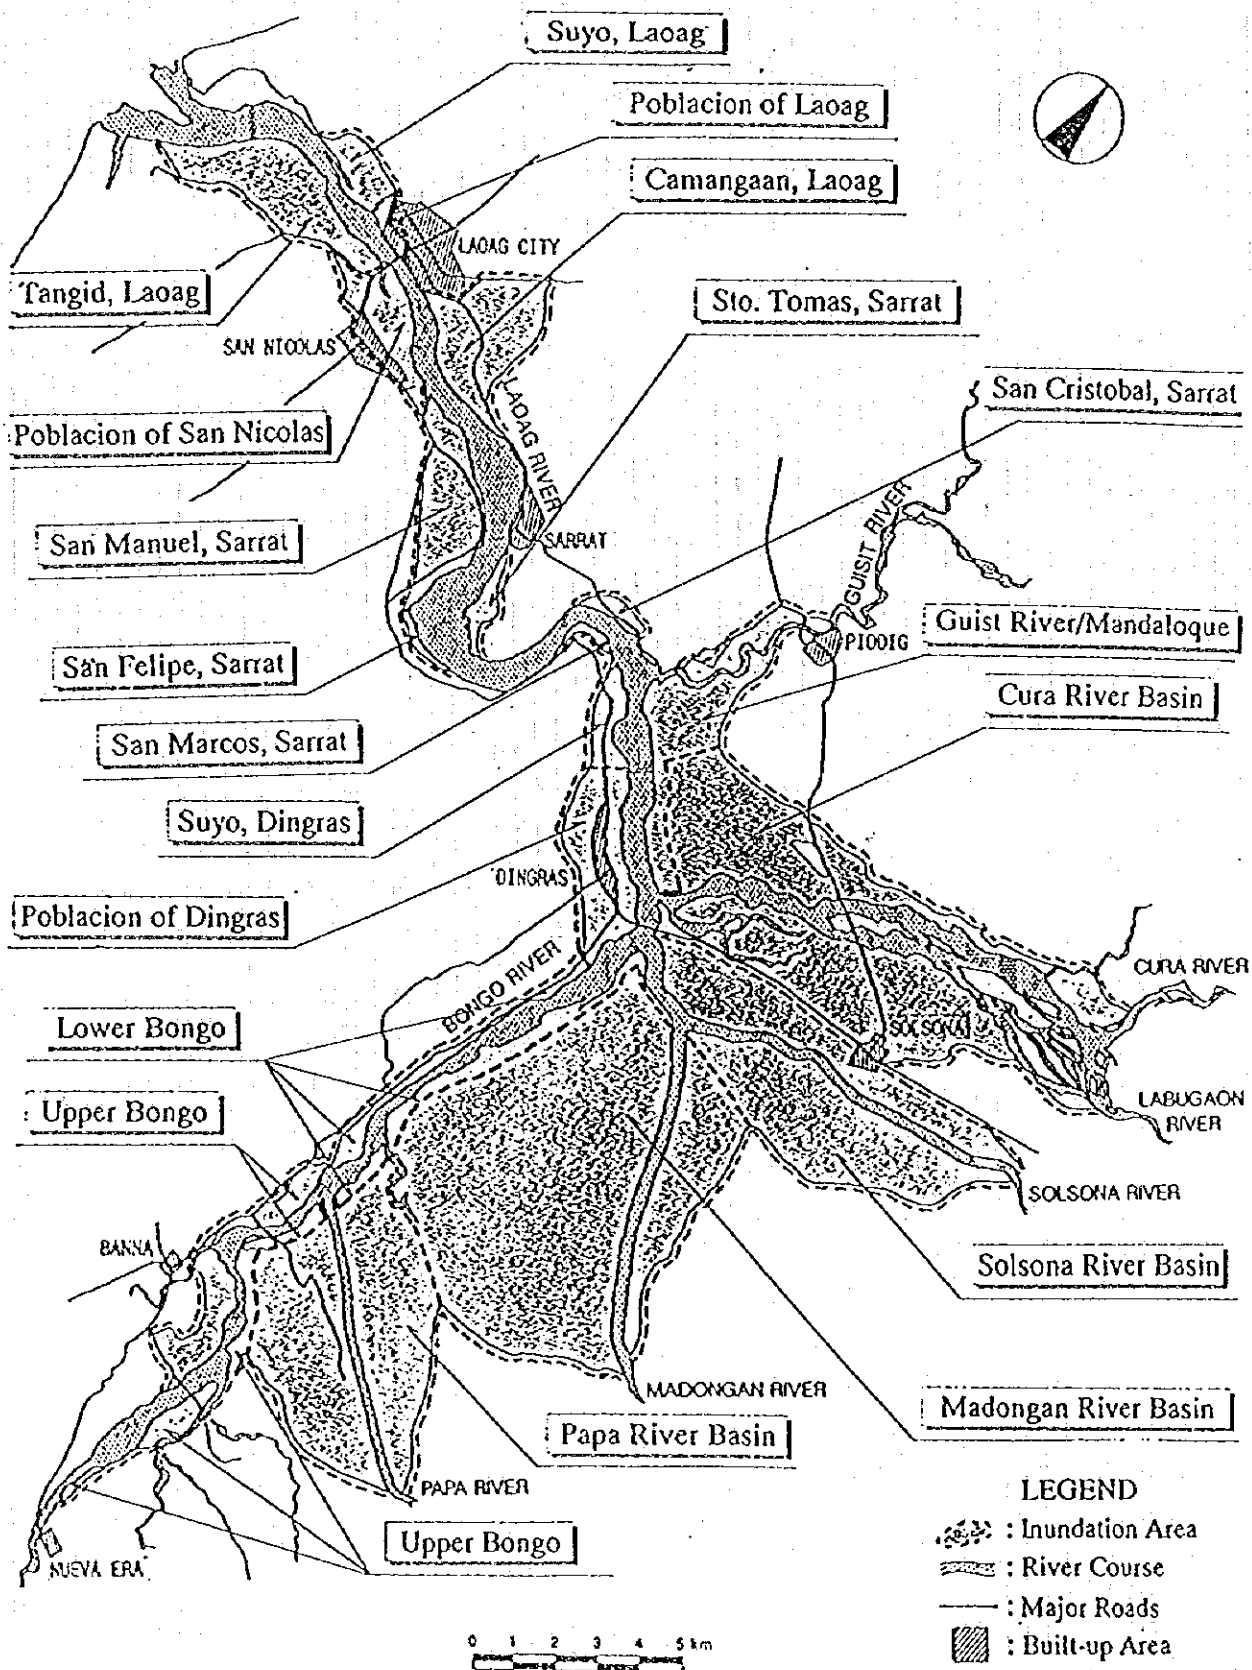 Suyo, Laoag
Poblacion of Laoag
Camangaan, Laoag
LAOAG CITY
Tangid, Laoag
Sto. Tomas, Sarrat
SAN NICOLAS
San Cristobal, Sarrat
LAOAG RIVER
Poblacion of San Nicolas
GUISIT RIVER
San Manuel, Sarrat
SARRAT
Guist River/Mandaloque
PIDDIG
San Felipe, Sarrat
Cura River Basin
San Marcos, Sarrat
Suyo, Dingras
DINGRAS
Poblacion of Dingras
BONGO RIVER
CURA RIVER
Lower Bongo
SOLSONA
Upper Bongo
LABUGAON
RIVER
SOLSONA RIVER
BANNA
Solsona River Basin
MADONGAN RIVER
Madongan River Basin
Papa River Basin
PAPA RIVER
Upper Bongo
NUEVA ERA
LEGEND
: Inundation Area
: River Course
: Major Roads
: Built-up Area
0 1 2 3 4 5 km